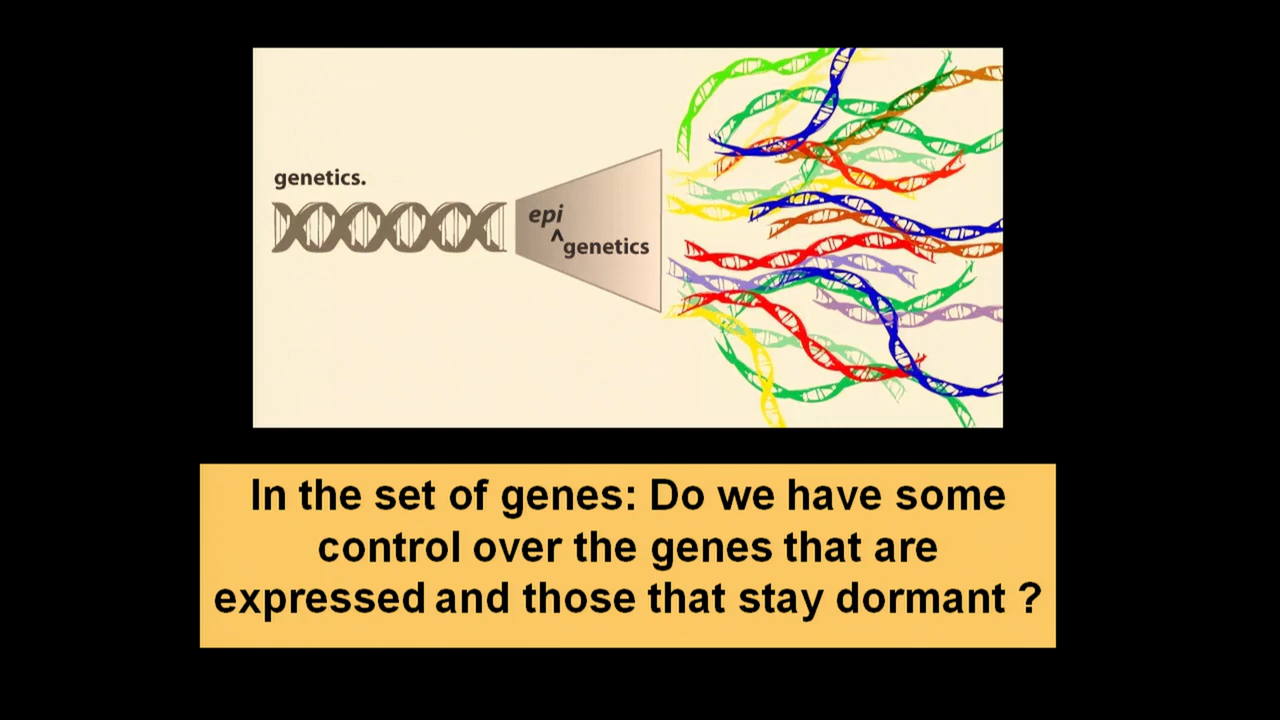 genetics.
epi
^
genetics
In the set of genes: Do we have some
control over the genes that are
expressed and those that stay dormant ?